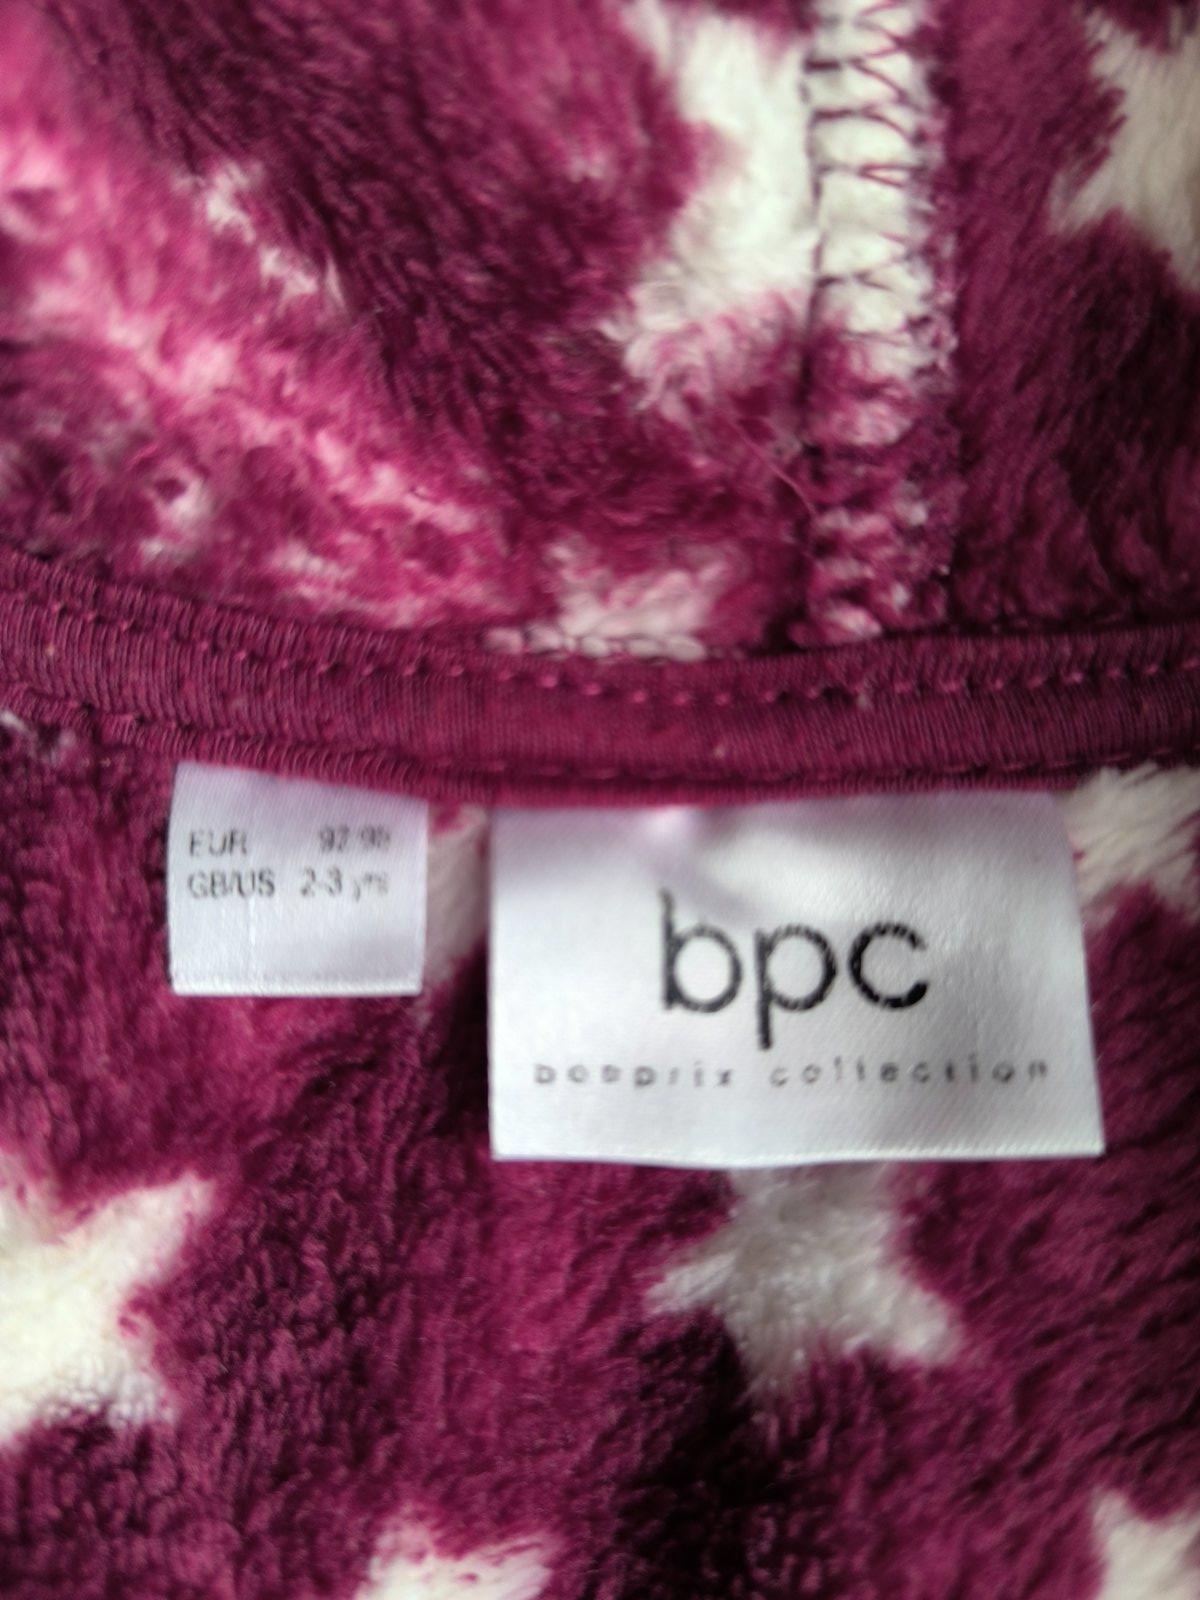 EUR 92-98
GB/US 2-3 yrs
bpc
bonprix collection